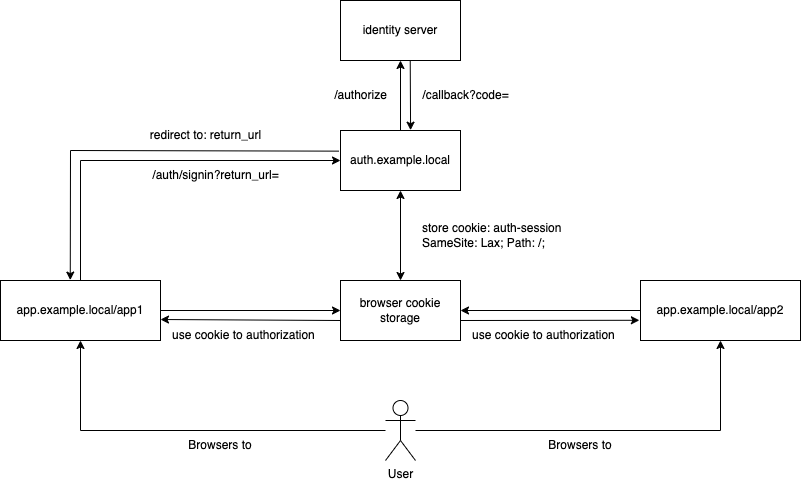 identity server
/authorize
/callback?code=
redirect to: return_url
auth.example.local
/auth/signin?return_url=
store cookie: auth-session
SameSite: Lax; Path: /;
app.example.local/app1
browser cookie
storage
app.example.local/app2
use cookie to authorization
use cookie to authorization
Browsers to
Browsers to
User